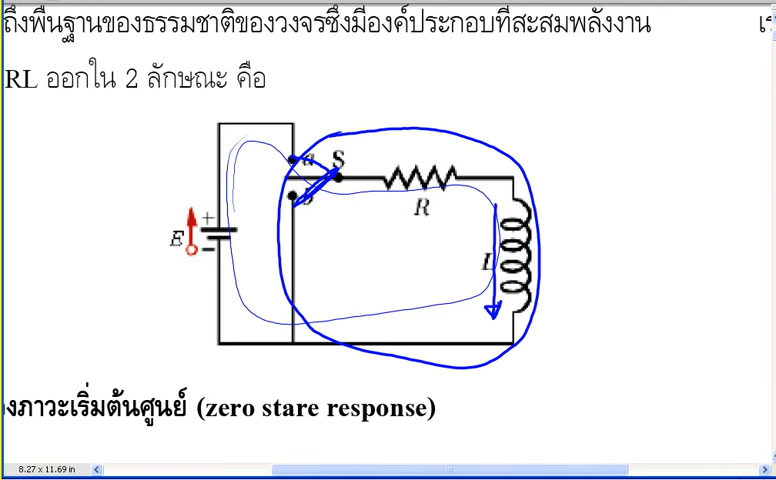 ถึงพื้นฐานของธรรมชาติของวงจรซึ่งมีองค์ประกอบที่สะสมพลังงาน
RL ออกใน 2 ลักษณะ คือ
a
S
b
R
+
E
-
L
งภาวะเริ่มต้นศูนย์ (zero stare response)
8.27 x 11.69 in